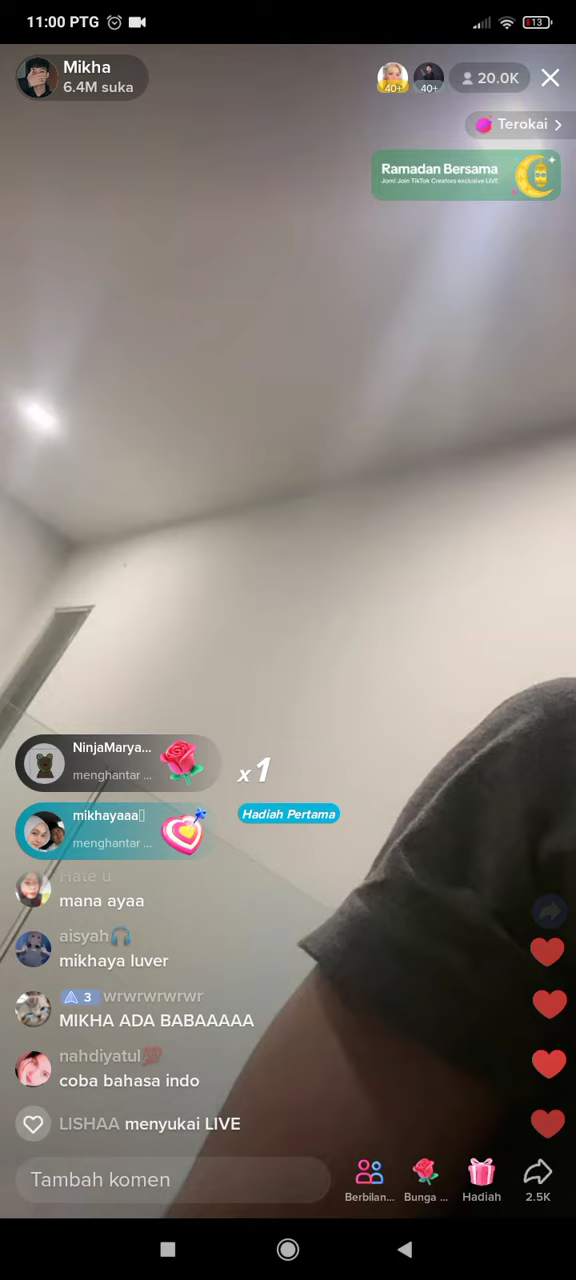 11:00 PTG
13
Mikha
6.4M suka
40+
40+
20.0K
Terokai
Ramadan Bersama
Jom! Join TikTok Creators exclusive LIVE.
NinjaMarya...
menghantar ...
x1
mikhayaaa
menghantar ...
Hadiah Pertama
Hate u
mana ayaa
aisyah🎧
mikhaya luver
3 wrwrwrwrwr
MIKHA ADA BABAAAAA
nahdiyatul💯
coba bahasa indo
LISHAA menyukai LIVE
Tambah komen
Berbilan...
Bunga ...
Hadiah
2.5K